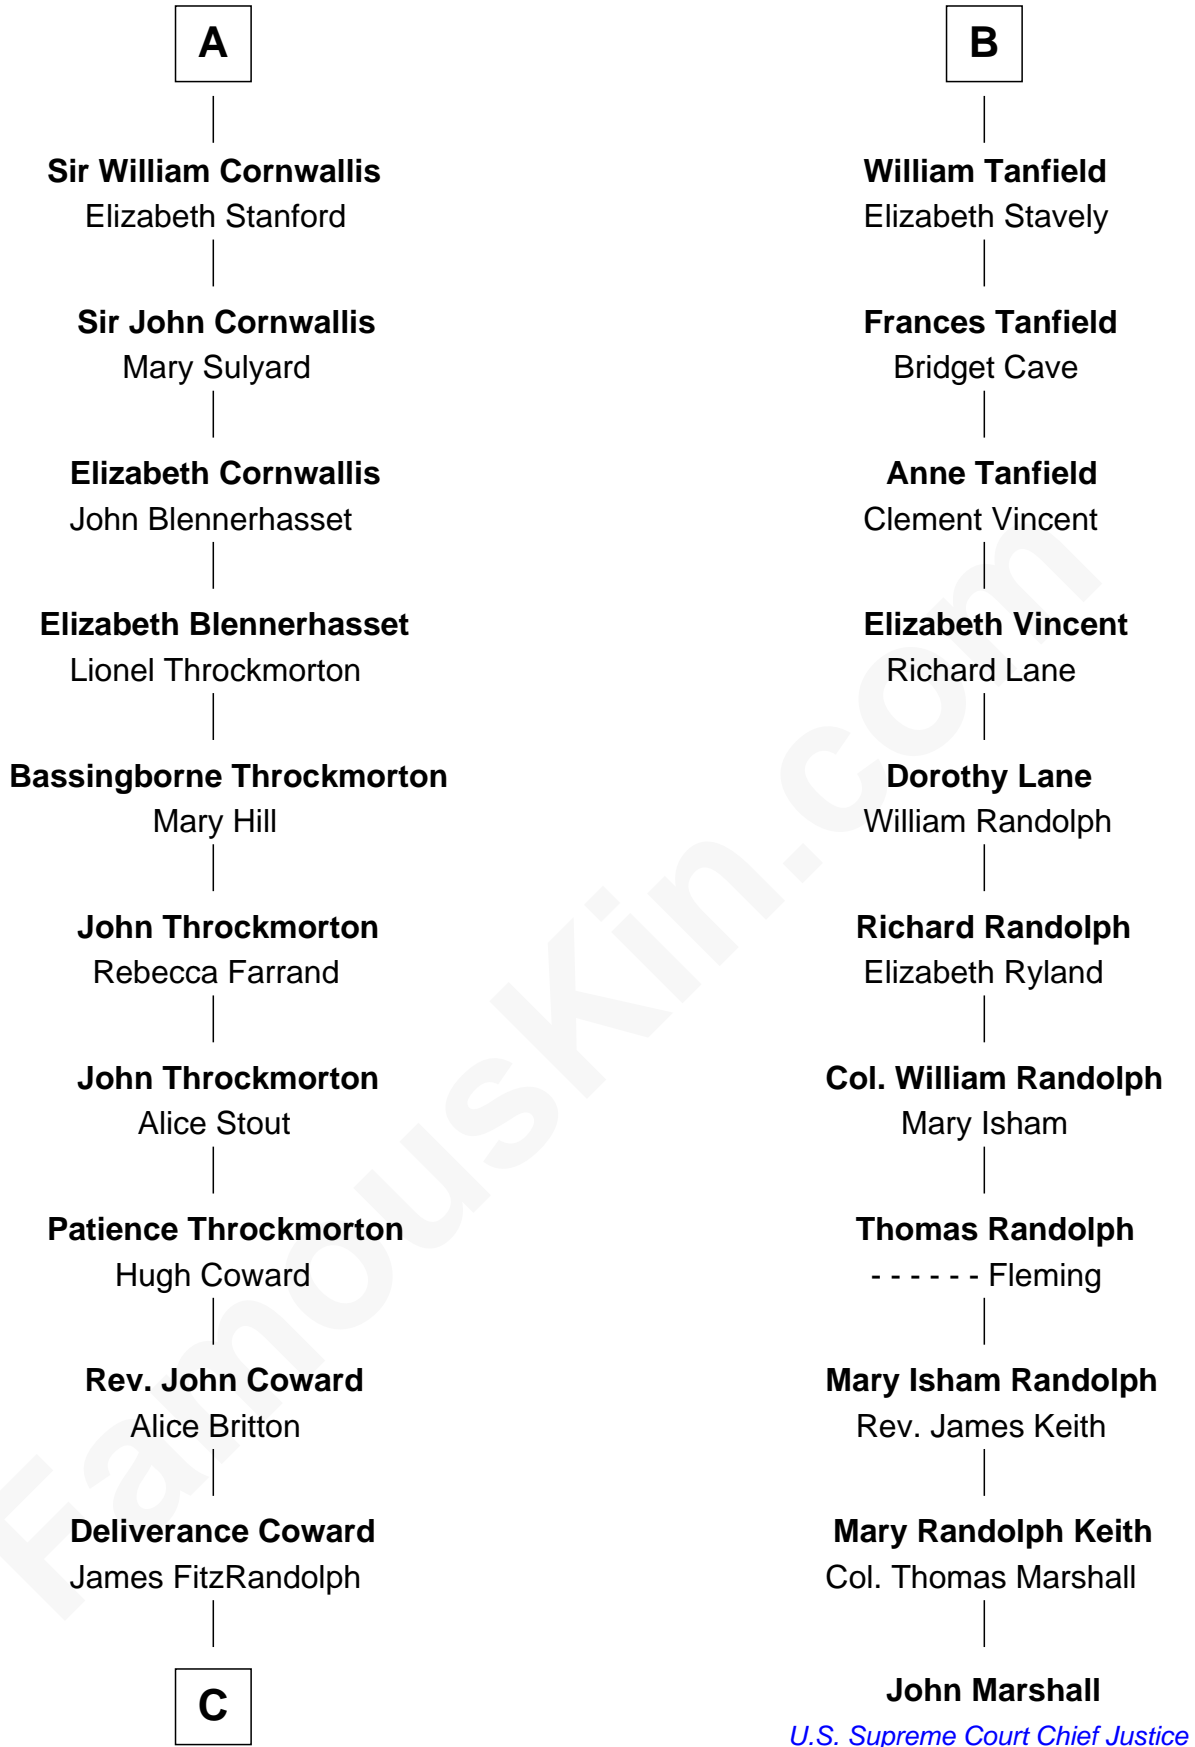 A
Sir William Cornwallis
Elizabeth Stanford
Sir John Cornwallis
Mary Sulyard
Elizabeth Cornwallis
John Blennerhasset
Elizabeth Blennerhasset
Lionel Throckmorton
Bassingborne Throckmorton
Mary Hill
John Throckmorton
Rebecca Farrand
John Throckmorton
Alice Stout
Patience Throckmorton
Hugh Coward
Rev. John Coward
Alice Britton
Deliverance Coward
James FitzRandolph
C
B
William Tanfield
Elizabeth Stavely
Frances Tanfield
Bridget Cave
Anne Tanfield
Clement Vincent
Elizabeth Vincent
Richard Lane
Dorothy Lane
William Randolph
Richard Randolph
Elizabeth Ryland
Col. William Randolph
Mary Isham
Thomas Randolph
- - - - - - Fleming
Mary Isham Randolph
Rev. James Keith
Mary Randolph Keith
Col. Thomas Marshall
John Marshall
U.S. Supreme Court Chief Justice
FamousKin.com